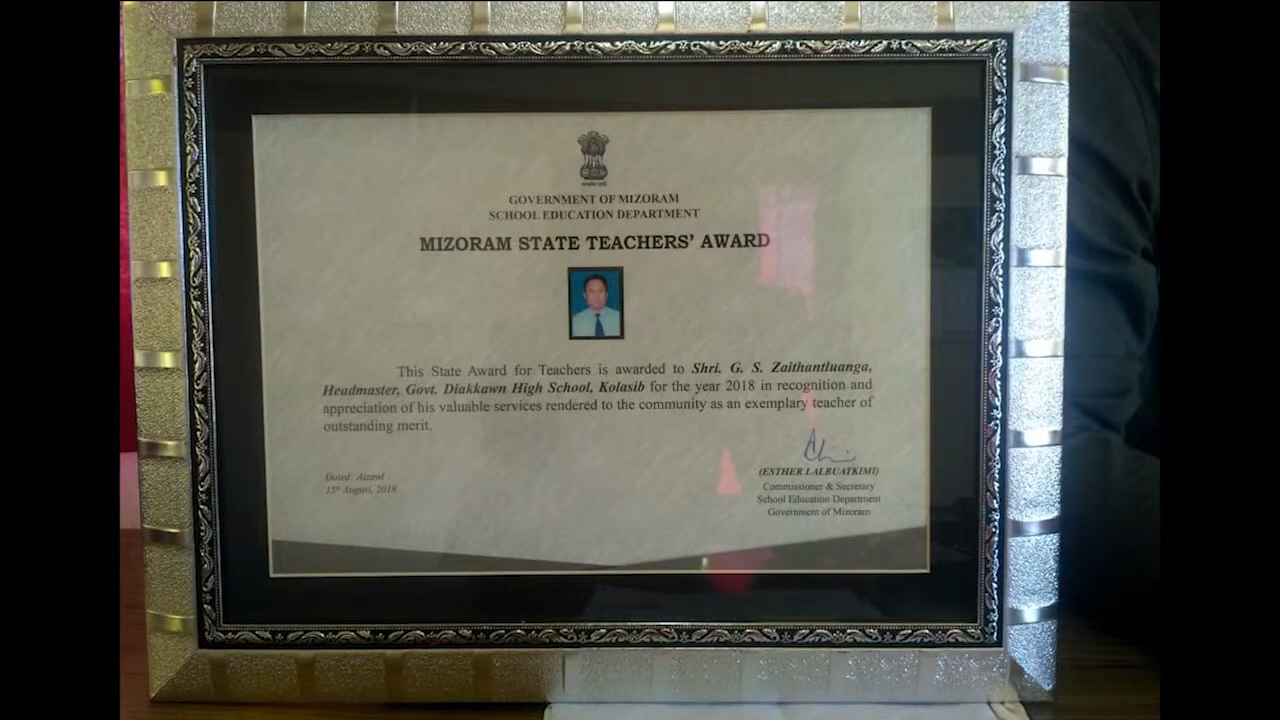 GOVERNMENT OF MIZORAM
SCHOOL EDUCATION DEPARTMENT
MIZORAM STATE TEACHERS' AWARD
This State Award for Teachers is awarded to Shri. G. S. Zaithantluanga,
Headmaster, Govt. Diakkawn High School, Kolasib for the year 2018 in recognition and
appreciation of his valuable services rendered to the community as an exemplary teacher of
outstanding merit.
(ESTHER LALRUATKIMI)
Dated: Aizawl
Commissioner & Secretary
15th August, 2018
School Education Department
Government of Mizoram